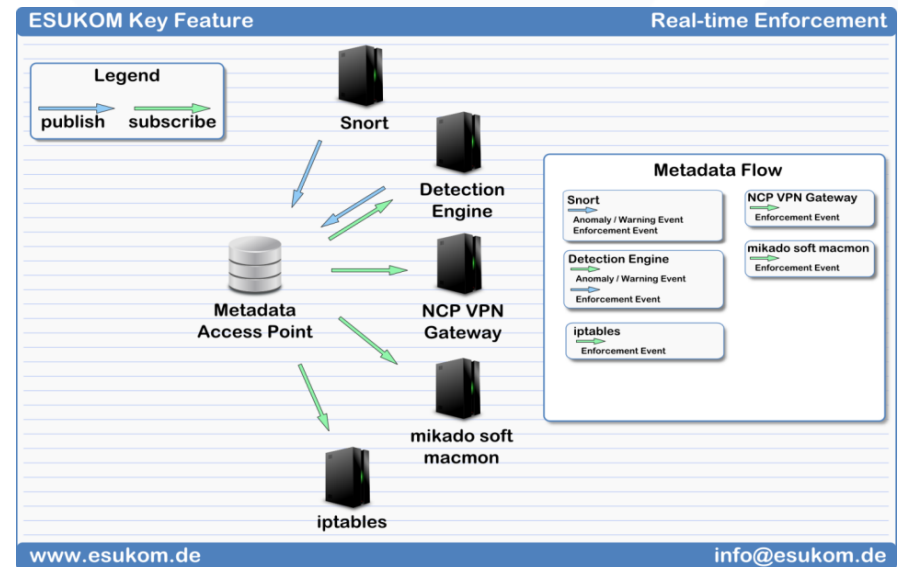 ESUKOM Key Feature
Real-time Enforcement
Legend
publish
subscribe
Snort
Detection
Engine
Metadata
Access Point
NCP VPN
Gateway
mikado soft
macmon
iptables
Metadata Flow
Snort
Anomaly / Warning Event
Enforcement Event
Detection Engine
Anomaly / Warning Event
Enforcement Event
iptables
Enforcement Event
NCP VPN Gateway
Enforcement Event
mikado soft macmon
Enforcement Event
www.esukom.de
info@esukom.de